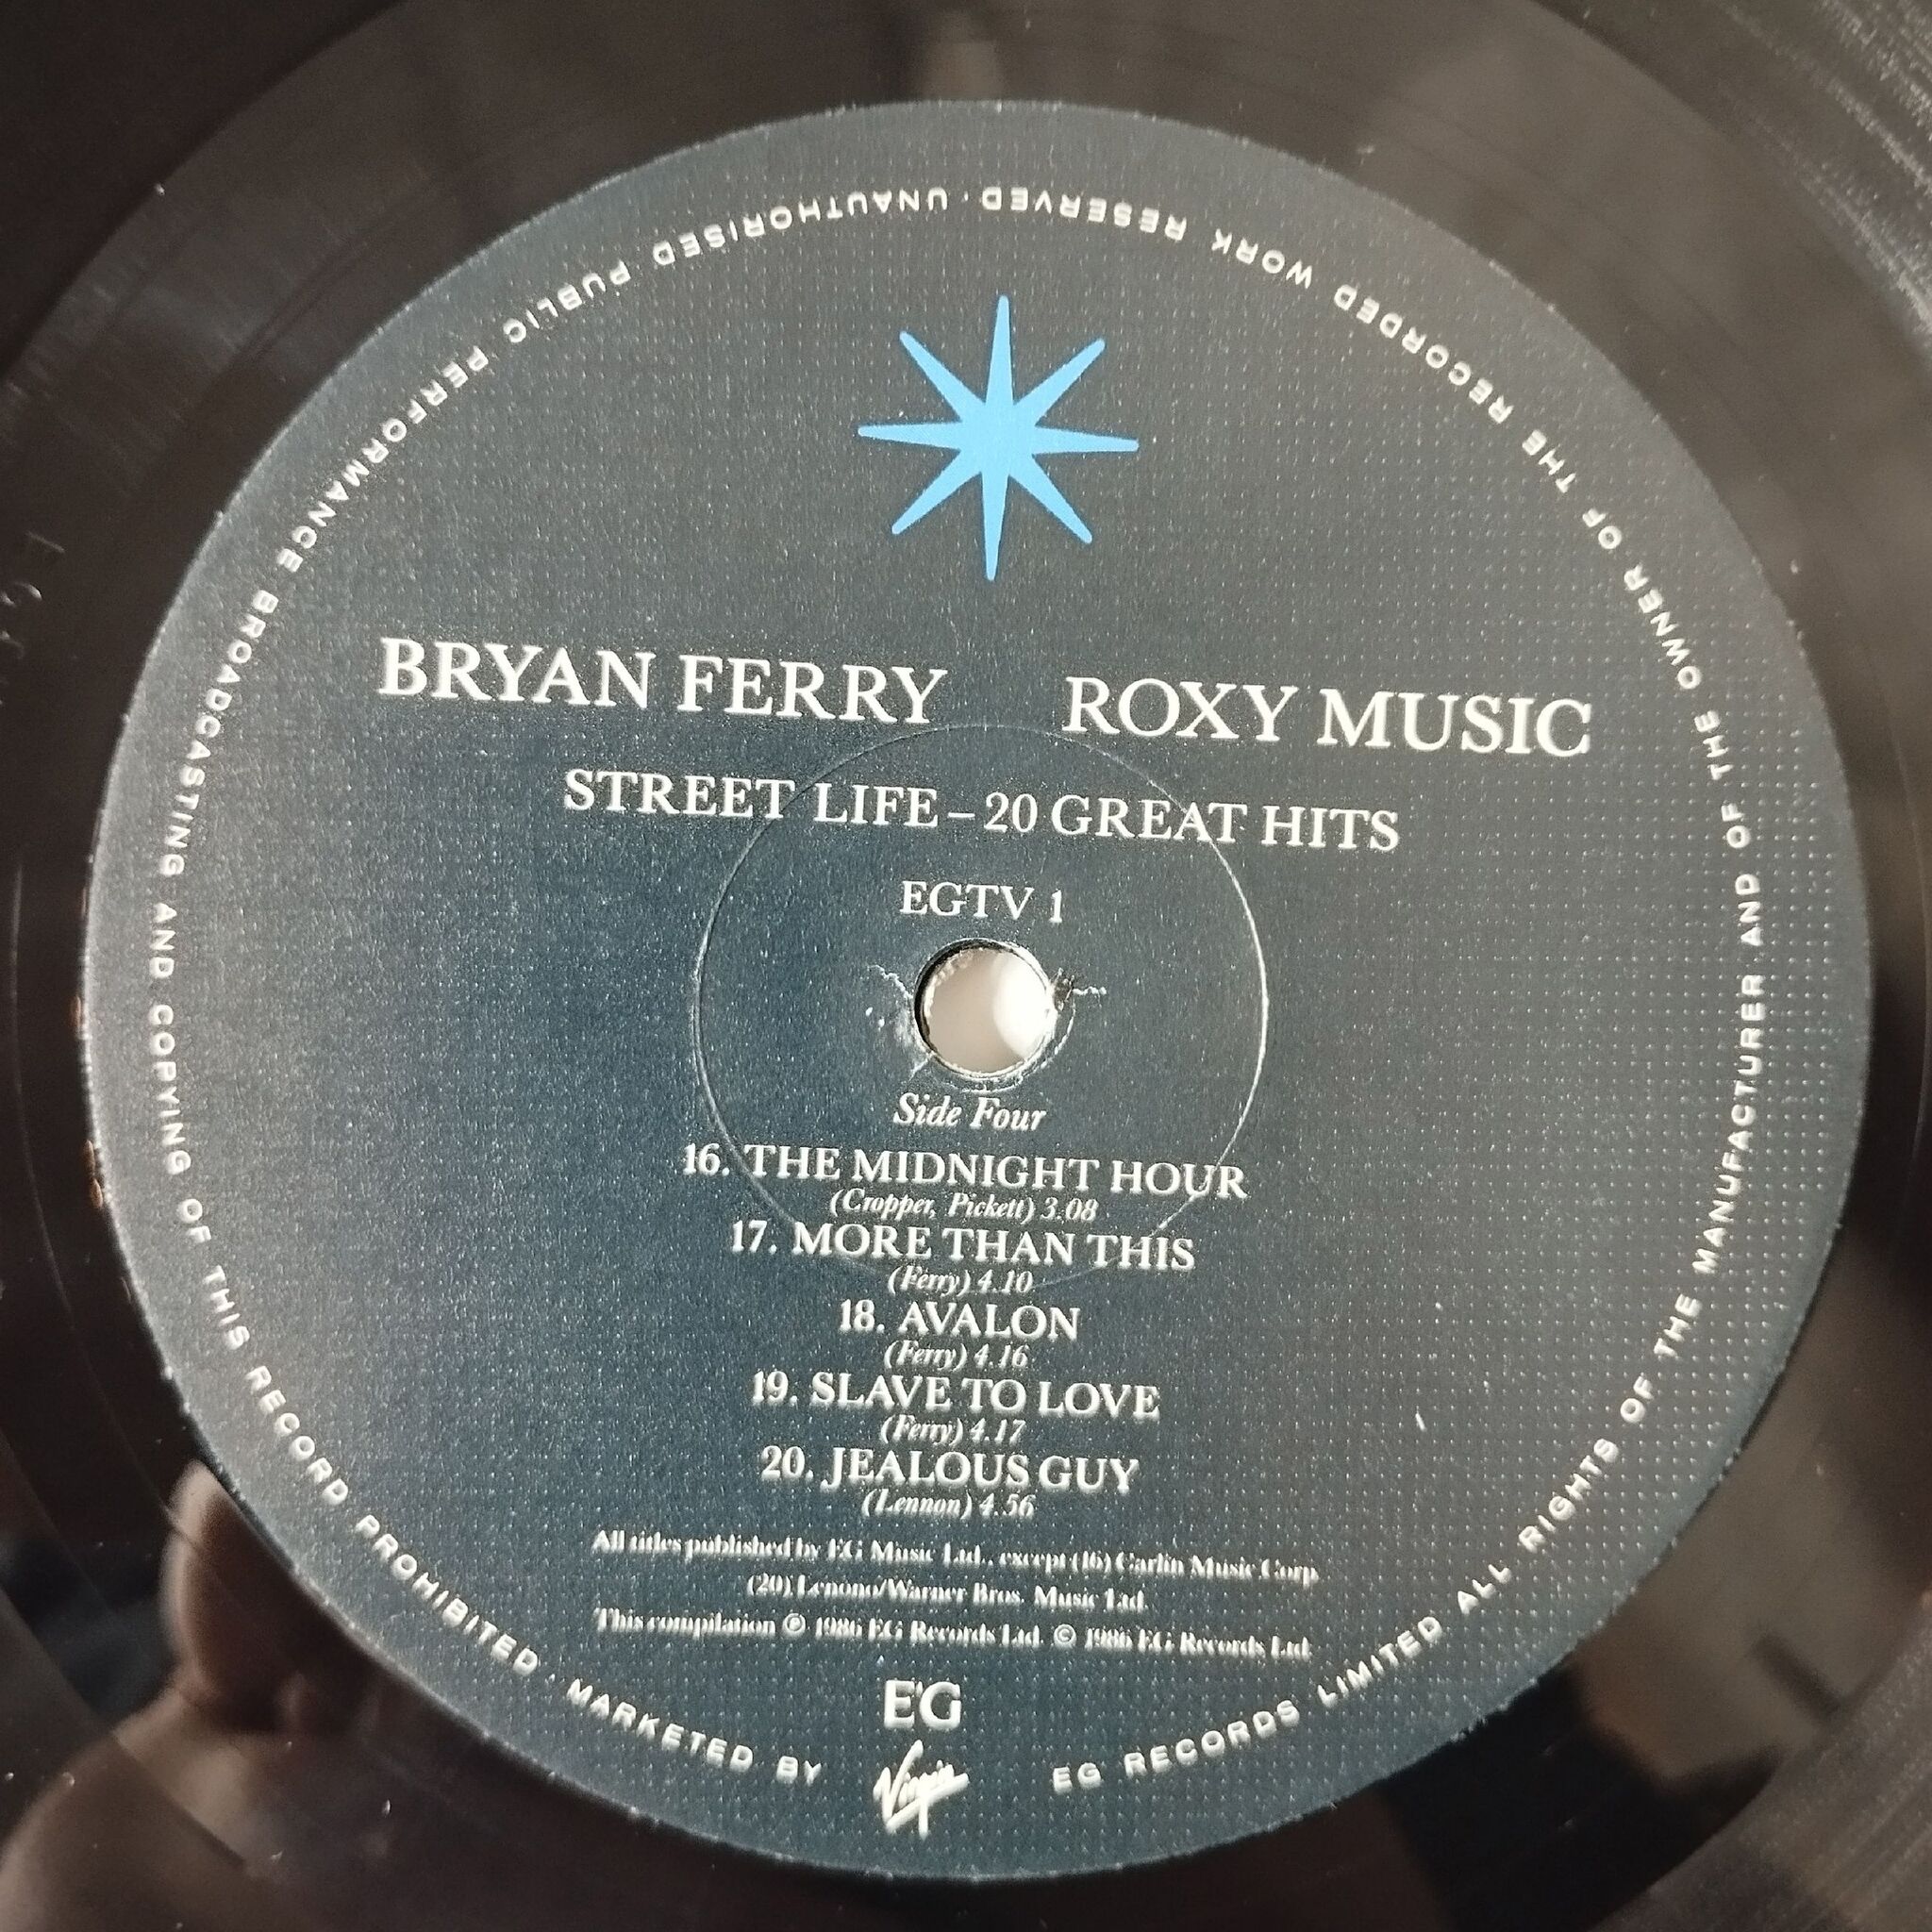 BRYAN FERRY ROXY MUSIC
STREET LIFE – 20 GREAT HITS
EGTV 1
Side Four
16. THE MIDNIGHT HOUR
(Cropper, Pickett) 3.08
17. MORE THAN THIS
(Ferry) 4.10
18. AVALON
(Ferry) 4.16
19. SLAVE TO LOVE
(Ferry) 4.17
20. JEALOUS GUY
(Lennon) 4.56
All titles published by EG Music Ltd., except (16) Carlin Music Corp.
(20) Lenono/Warner Bros. Music Ltd.
This compilation ℗ 1986 EG Records Ltd. © 1986 EG Records Ltd.
EG
Virgin
EG RECORDS LIMITED ALL RIGHTS OF THE MANUFACTURER AND OF THE OWNER OF THE RECORDED WORK RESERVED · UNAUTHORISED PUBLIC PERFORMANCE BROADCASTING AND COPYING OF THIS RECORD PROHIBITED · MARKETED BY